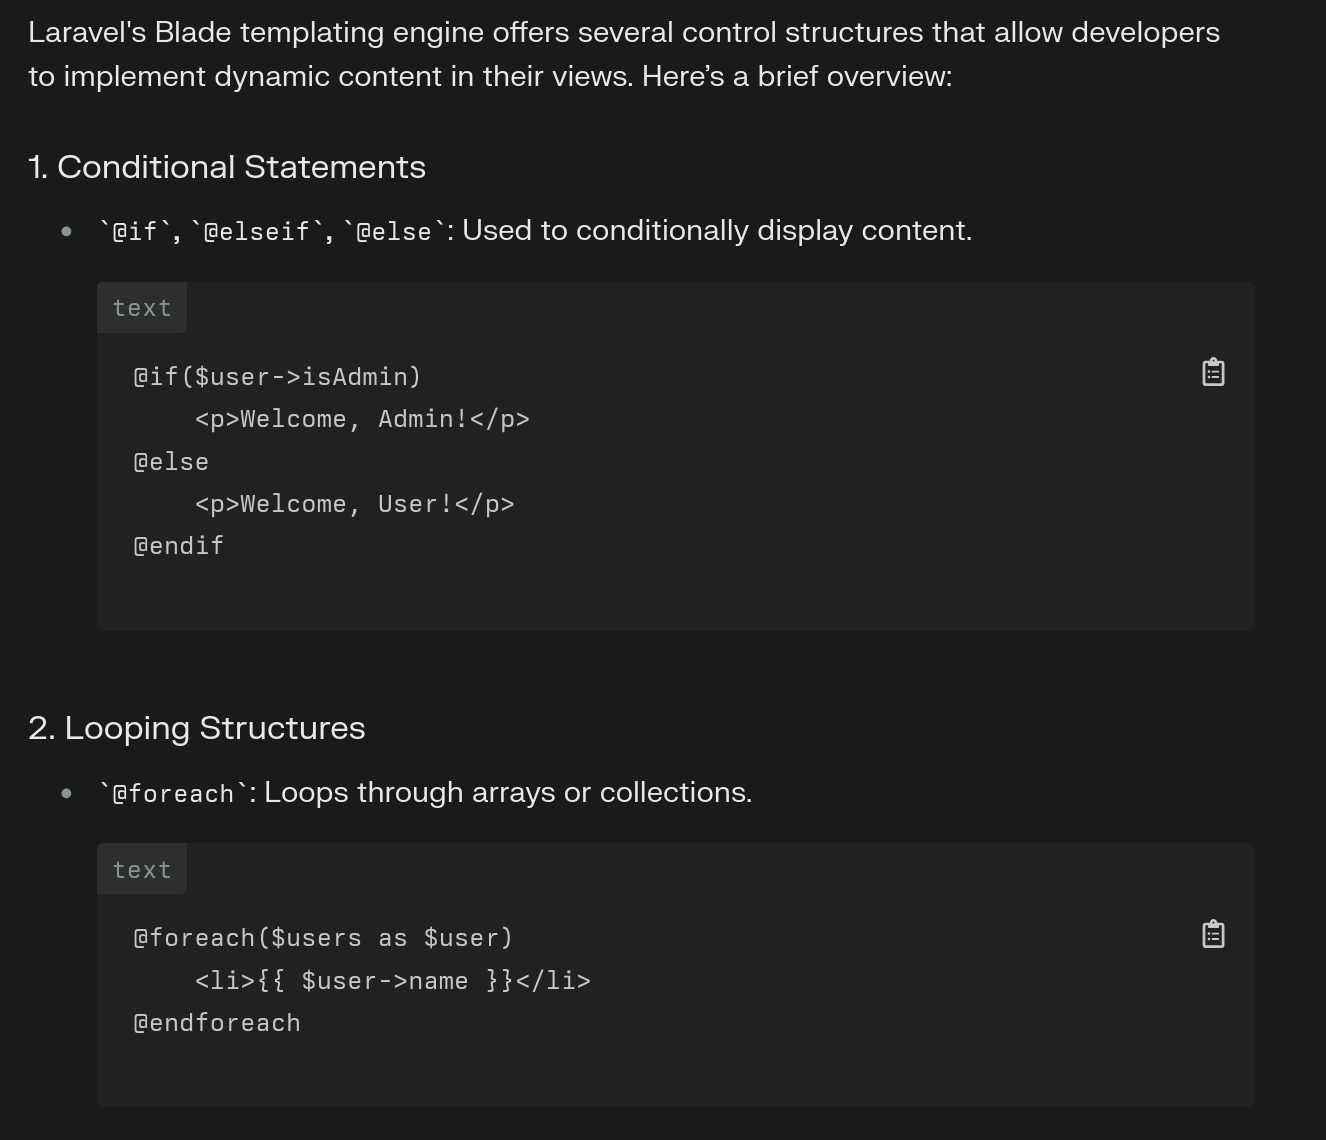 Laravel's Blade templating engine offers several control structures that allow developers
to implement dynamic content in their views. Here’s a brief overview:
1. Conditional Statements
• `@if`, `@elseif`, `@else`: Used to conditionally display content.
text
@if($user->isAdmin)
    <p>Welcome, Admin!</p>
@else
    <p>Welcome, User!</p>
@endif
2. Looping Structures
• `@foreach`: Loops through arrays or collections.
text
@foreach($users as $user)
    <li>{{ $user->name }}</li>
@endforeach